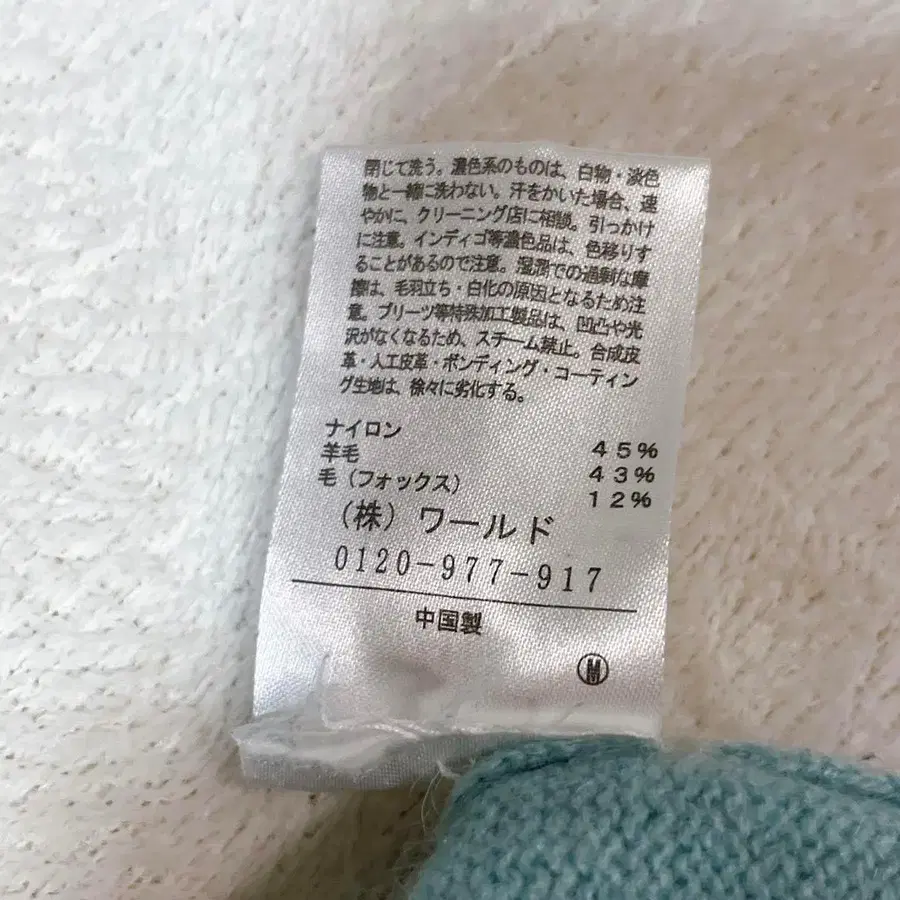 閉じて洗う。濃色系のものは、白物・淡色
物と一緒に洗わない。汗をかいた場合、速
やかに、クリーニング店に相談。引っかけ
に注意。インディゴ等濃色品は、色移りす
ることがあるので注意。湿潤での過剰な摩
擦は、毛羽立ち・白化の原因となるため注
意。プリーツ等特殊加工製品は、凹凸や光
沢がなくなるため、スチーム禁止。合成皮
革・人工皮革・ボンディング・コーティン
グ生地は、徐々に劣化する。
ナイロン 45%
羊毛 43%
毛（フォックス） 12%
（株）ワールド
0120-977-917
中国製
Ⓜ